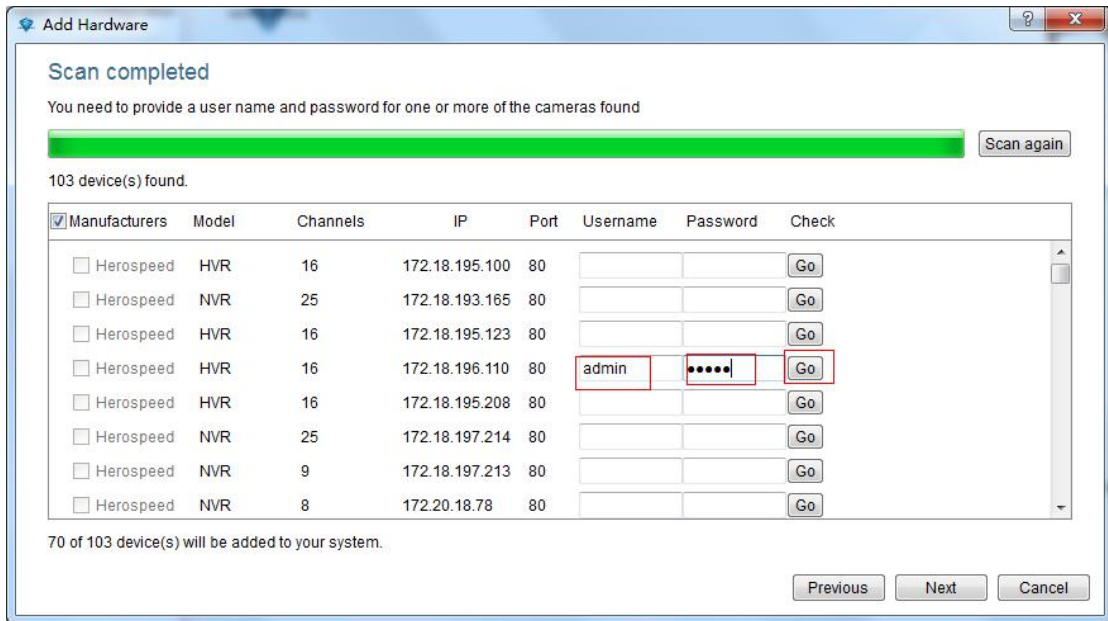 Add Hardware
Scan completed
You need to provide a user name and password for one or more of the cameras found
Scan again
103 device(s) found.
Manufacturers Model Channels IP Port Username Password Check
Herospeed HVR 16 172.18.195.100 80 Go
Herospeed NVR 25 172.18.193.165 80 Go
Herospeed HVR 16 172.18.195.123 80 Go
Herospeed HVR 16 172.18.196.110 80 admin ●●●●● Go
Herospeed HVR 16 172.18.195.208 80 Go
Herospeed NVR 25 172.18.197.214 80 Go
Herospeed NVR 9 172.18.197.213 80 Go
Herospeed NVR 8 172.20.18.78 80 Go
70 of 103 device(s) will be added to your system.
Previous Next Cancel